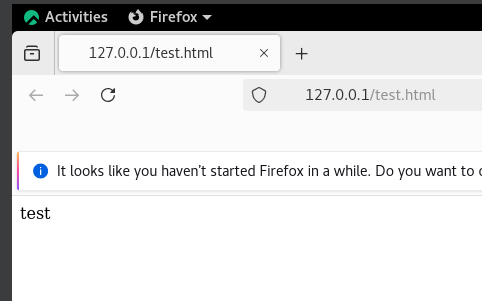 Activities Firefox
127.0.0.1/test.html
127.0.0.1/test.html
It looks like you haven't started Firefox in a while. Do you want to
test